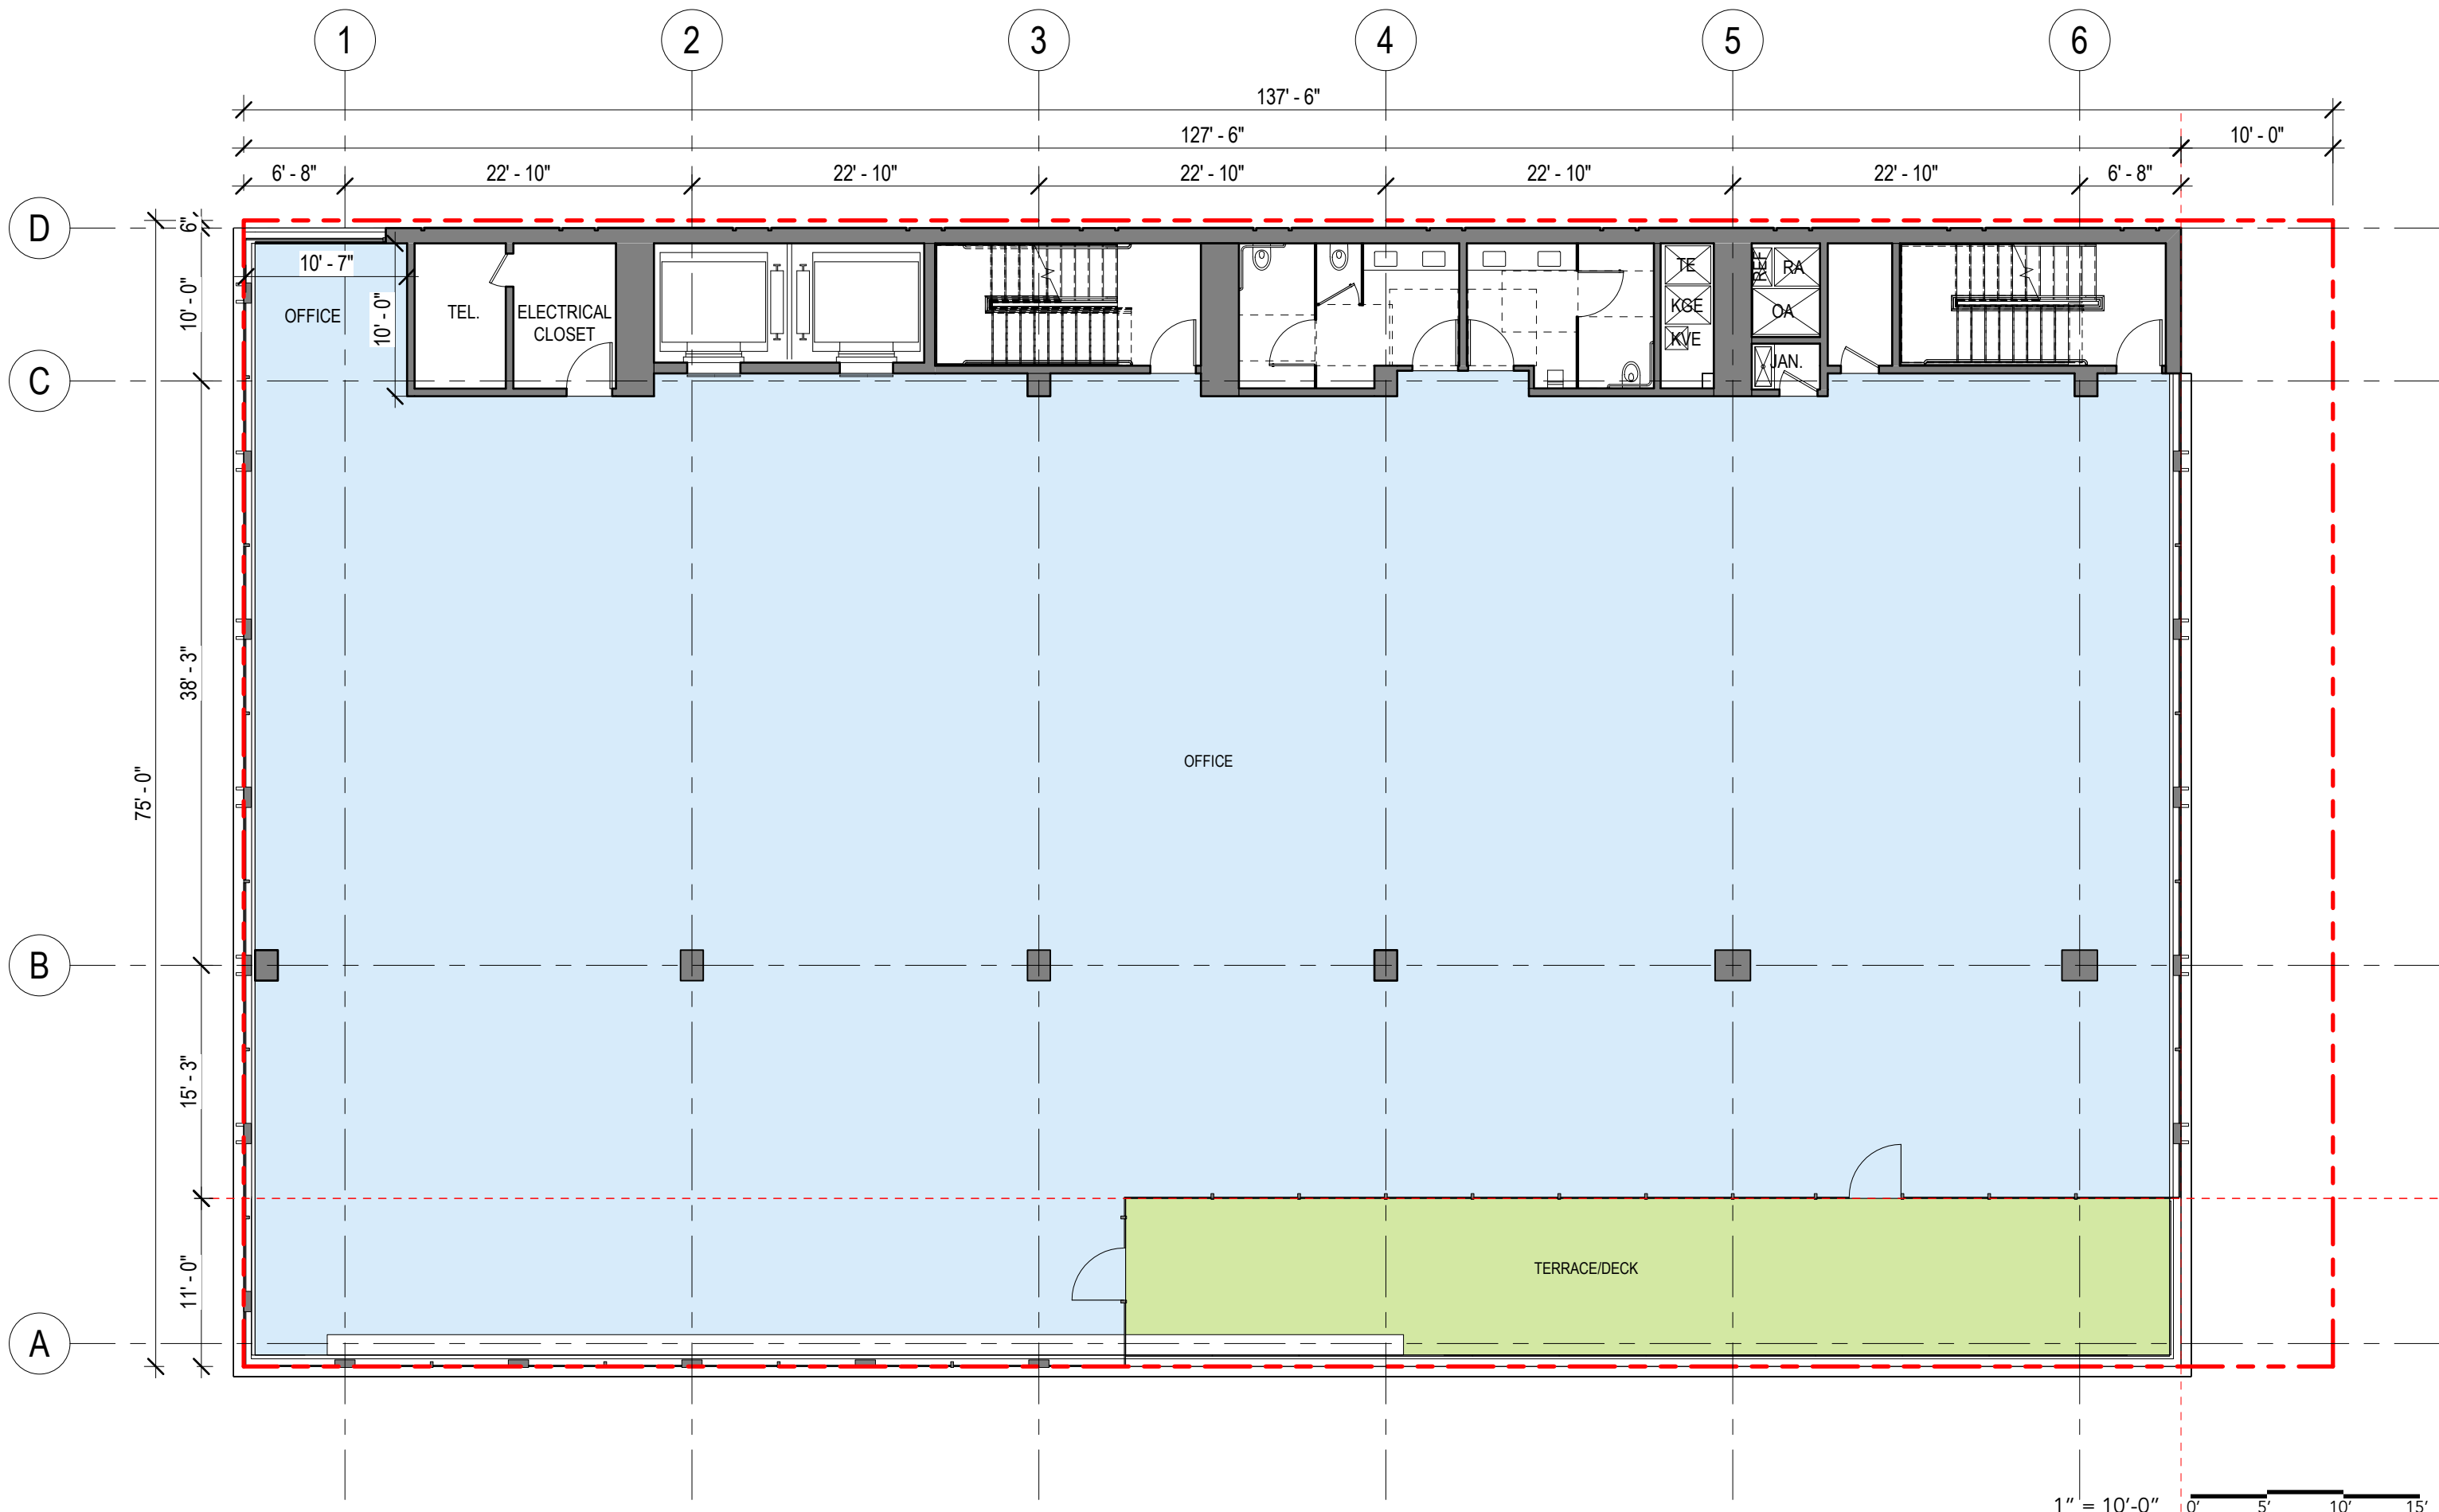 1 2 3 4 5 6
137' - 6"
127' - 6" 10' - 0"
6' - 8" 22' - 10" 22' - 10" 22' - 10" 22' - 10" 22' - 10" 6' - 8"
D
6"
10' - 7"
10' - 0"
10' - 0"
OFFICE
TEL.
ELECTRICAL
CLOSET
TE
KGE
KVE
REF
RA
OA
JAN.
C
38' - 3"
OFFICE
75' - 0"
B
15' - 3"
11' - 0"
TERRACE/DECK
A
1" = 10'-0" 0' 5' 10' 15'